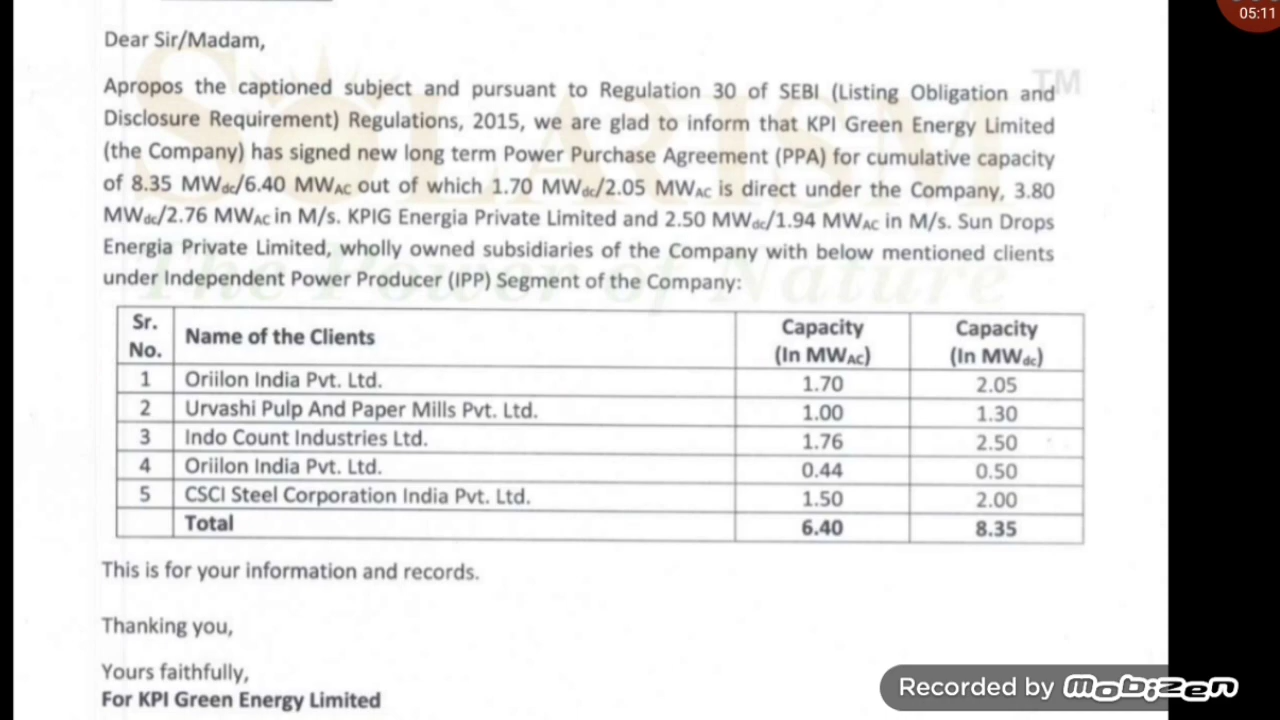 05:11
Dear Sir/Madam,
SOLARISM TM
Apropos the captioned subject and pursuant to Regulation 30 of SEBI (Listing Obligation and
Disclosure Requirement) Regulations, 2015, we are glad to inform that KPI Green Energy Limited
(the Company) has signed new long term Power Purchase Agreement (PPA) for cumulative capacity
of 8.35 MWdc/6.40 MWAC out of which 1.70 MWdc/2.05 MWAC is direct under the Company, 3.80
MWdc/2.76 MWAC in M/s. KPIG Energia Private Limited and 2.50 MWdc/1.94 MWAC in M/s. Sun Drops
Energia Private Limited, wholly owned subsidiaries of the Company with below mentioned clients
under Independent Power Producer (IPP) Segment of the Company:
The Power of Nature
Sr. No. Name of the Clients Capacity (In MWAC) Capacity (In MWdc)
1 Oriilon India Pvt. Ltd. 1.70 2.05
2 Urvashi Pulp And Paper Mills Pvt. Ltd. 1.00 1.30
3 Indo Count Industries Ltd. 1.76 2.50
4 Oriilon India Pvt. Ltd. 0.44 0.50
5 CSCI Steel Corporation India Pvt. Ltd. 1.50 2.00
Total 6.40 8.35
This is for your information and records.
Thanking you,
Yours faithfully,
For KPI Green Energy Limited
Recorded by Mobizen